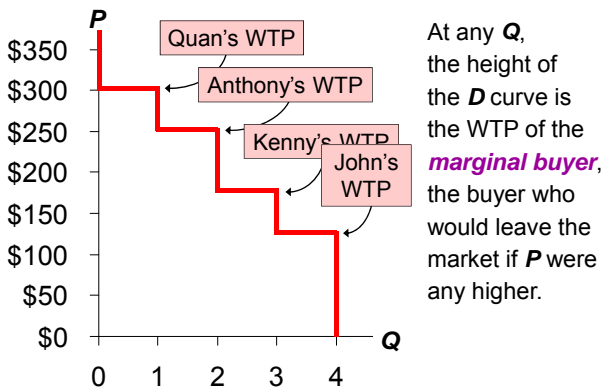 P
$350
$300
$250
$200
$150
$100
$50
$0
0 1 2 3 4
Q
Quan's WTP
Anthony's WTP
Kenny's WTP
John's
WTP
At any Q,
the height of
the D curve is
the WTP of the
marginal buyer,
the buyer who
would leave the
market if P were
any higher.